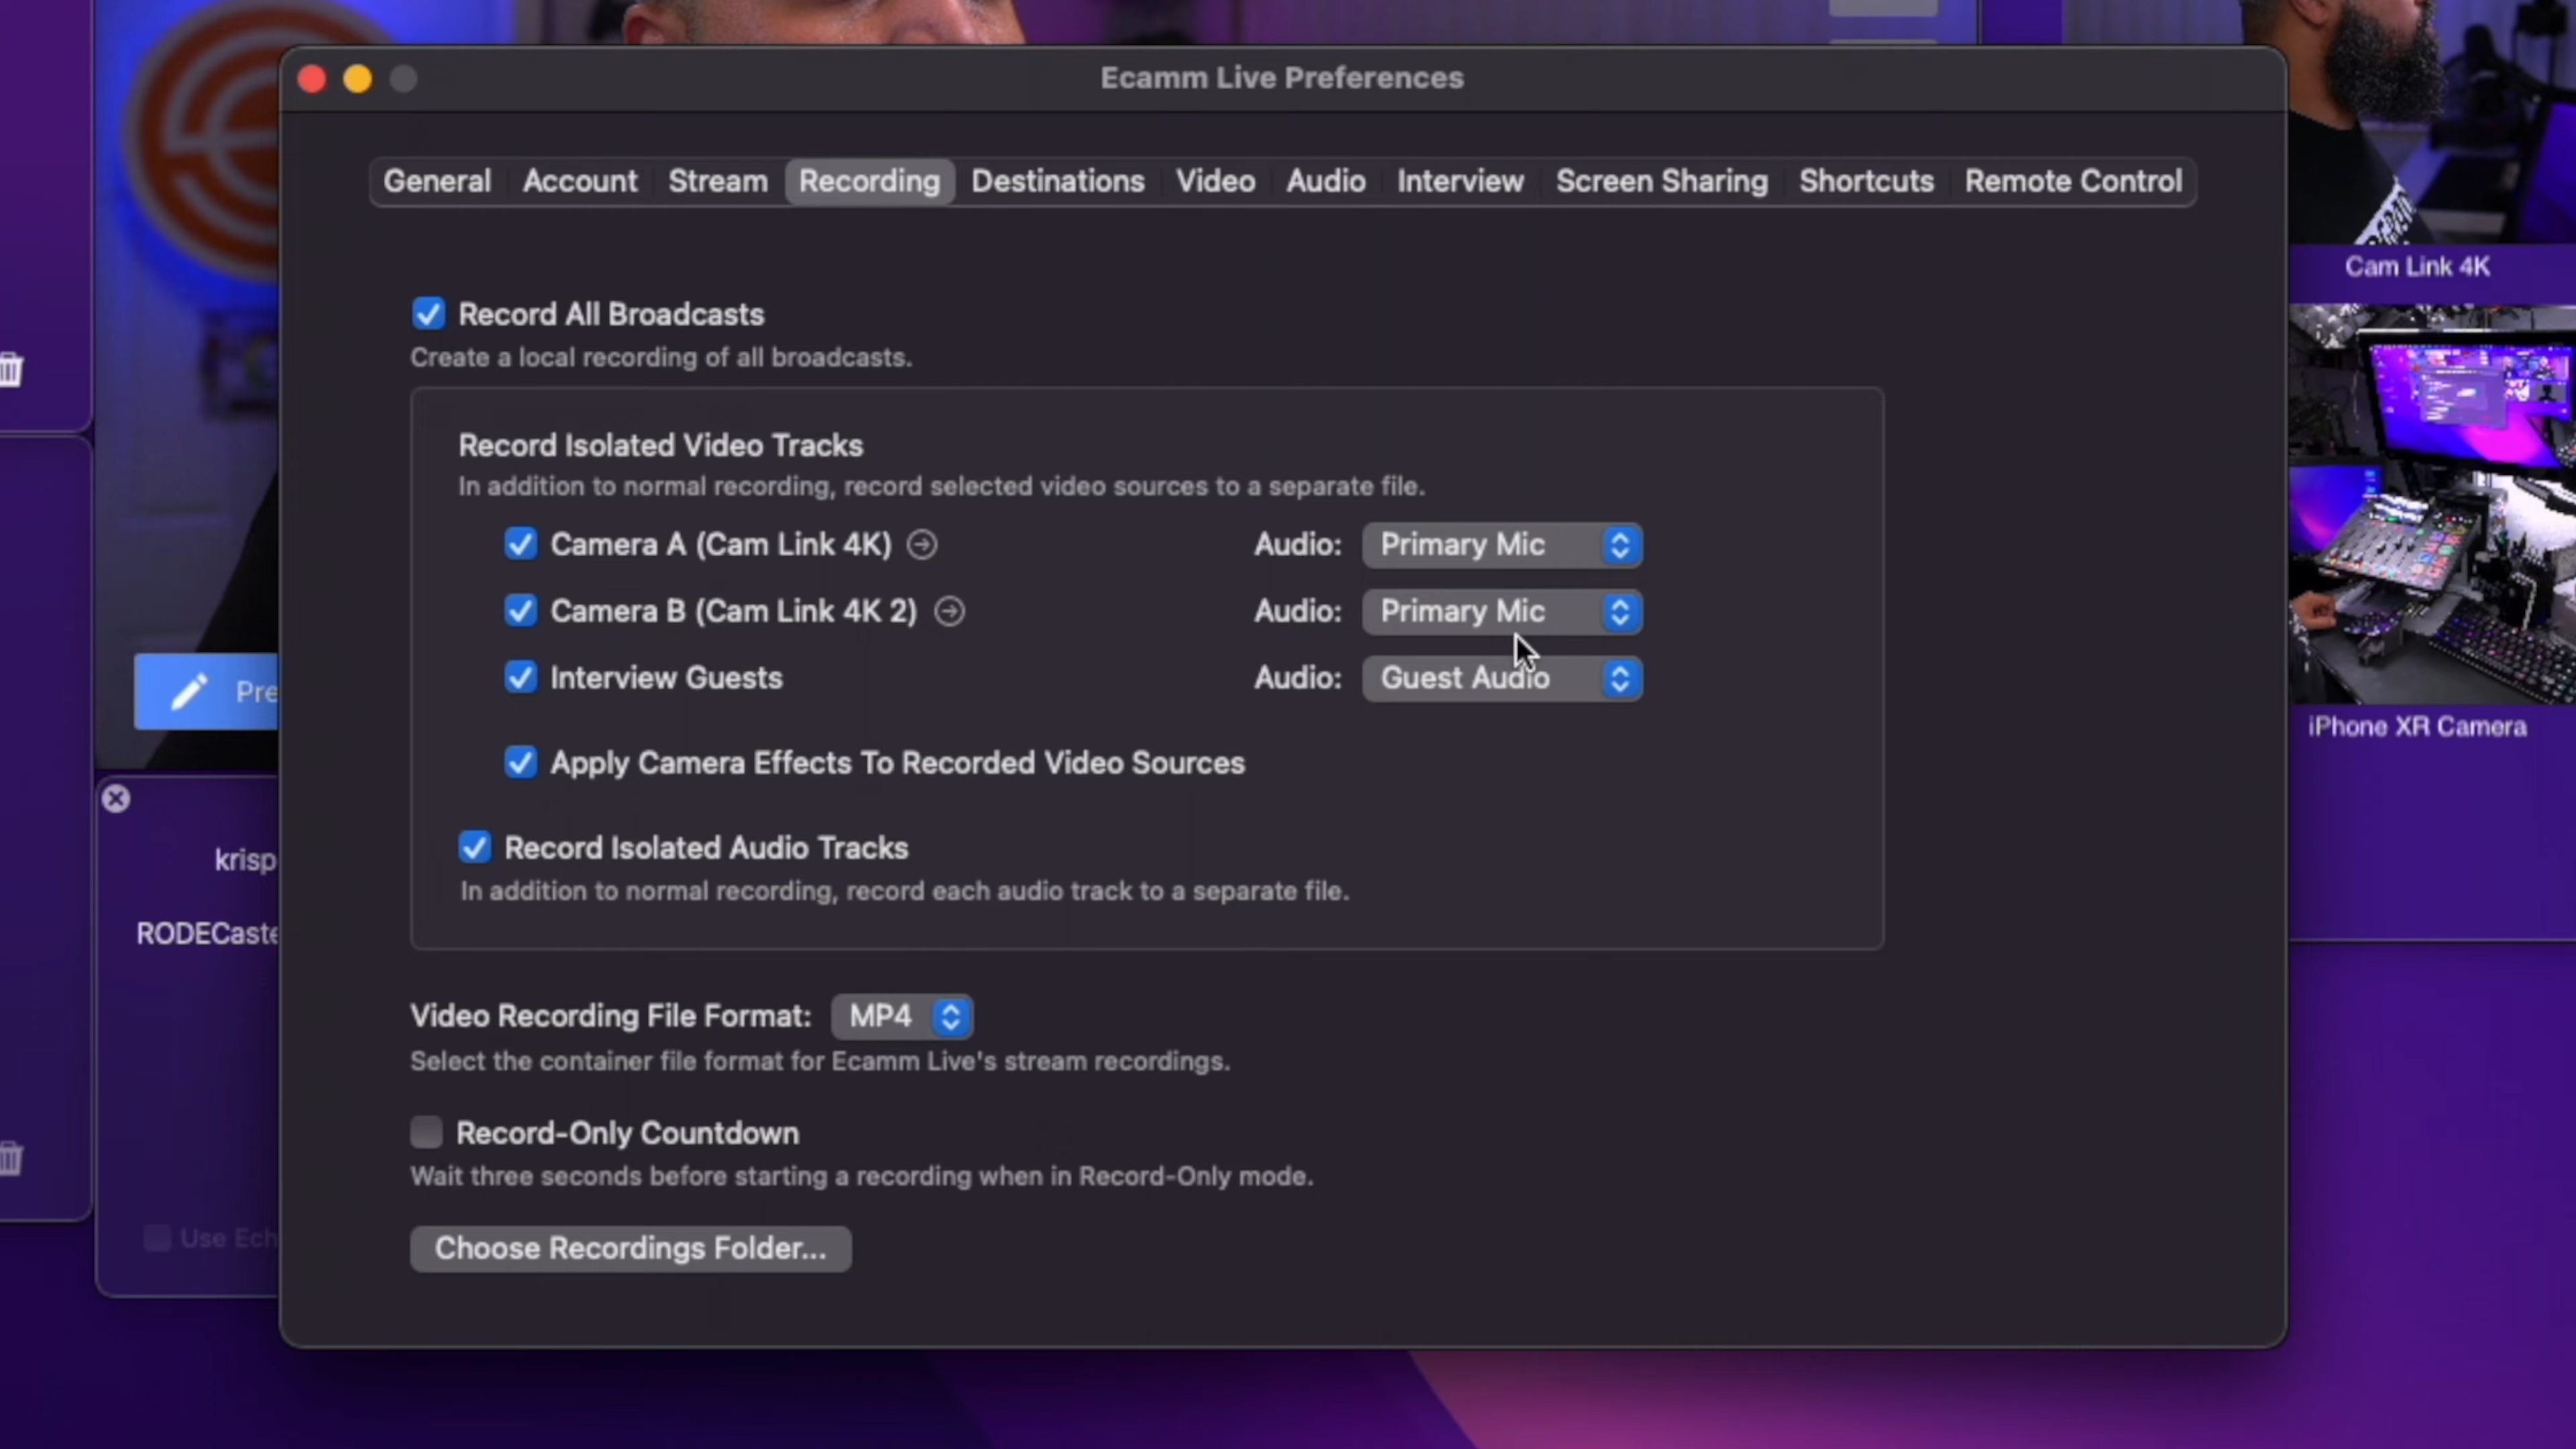 Ecamm Live Preferences
General Account Stream Recording Destinations Video Audio Interview Screen Sharing Shortcuts Remote Control
Record All Broadcasts
Create a local recording of all broadcasts.
Record Isolated Video Tracks
In addition to normal recording, record selected video sources to a separate file.
Camera A (Cam Link 4K) Audio: Primary Mic
Camera B (Cam Link 4K 2) Audio: Primary Mic
Interview Guests Audio: Guest Audio
Apply Camera Effects To Recorded Video Sources
Record Isolated Audio Tracks
In addition to normal recording, record each audio track to a separate file.
Video Recording File Format: MP4
Select the container file format for Ecamm Live's stream recordings.
Record-Only Countdown
Wait three seconds before starting a recording when in Record-Only mode.
Choose Recordings Folder...
Pre
krisp
RODECaste
Use Ech
Cam Link 4K
iPhone XR Camera